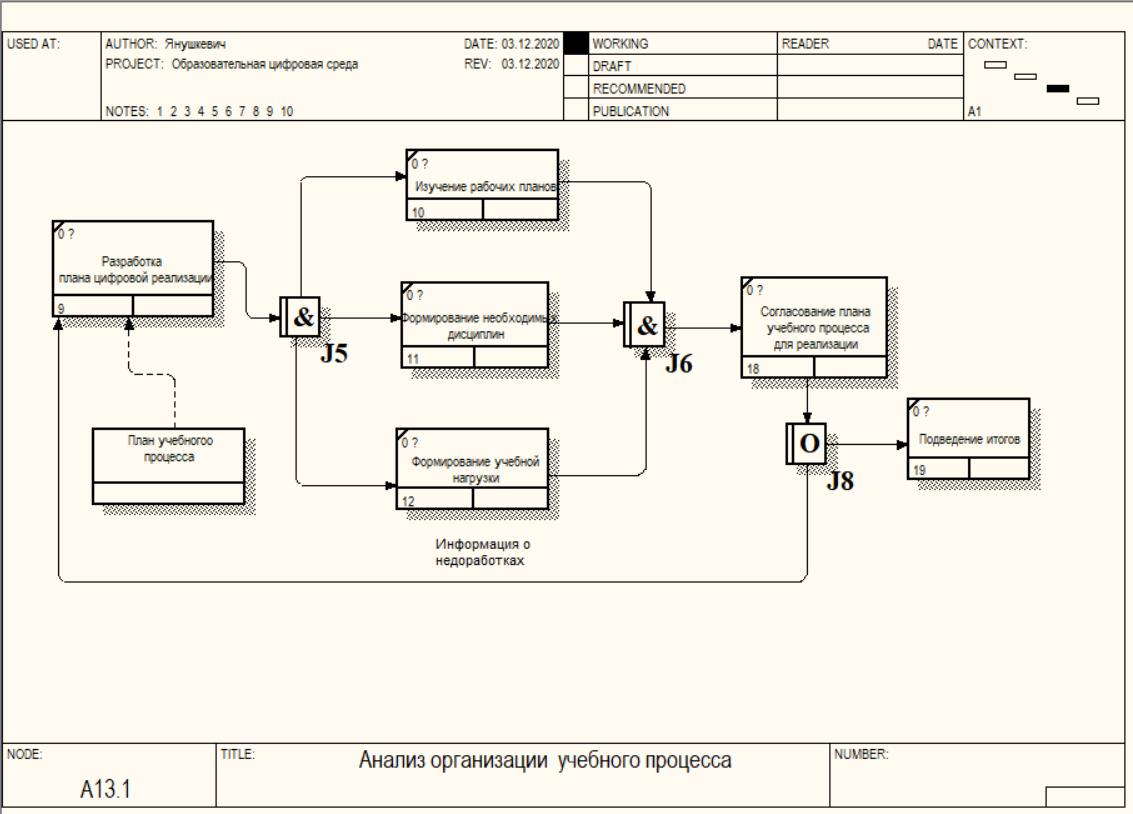 USED AT:
AUTHOR: Янушкевич
DATE: 03.12.2020
WORKING
READER
DATE
CONTEXT:
PROJECT: Образовательная цифровая среда
REV: 03.12.2020
DRAFT
RECOMMENDED
NOTES: 1 2 3 4 5 6 7 8 9 10
PUBLICATION
A1
0 ?
Изучение рабочих планов
10
0 ?
Разработка
плана цифровой реализации
9
&
J5
0 ?
Формирование необходимых
дисциплин
11
&
J6
0 ?
Согласование плана
учебного процесса
для реализации
18
План учебногоо
процесса
0 ?
Формирование учебной
нагрузки
12
O
J8
0 ?
Подведение итогов
19
Информация о
недоработках
NODE:
A13.1
TITLE:
Анализ организации учебного процесса
NUMBER: